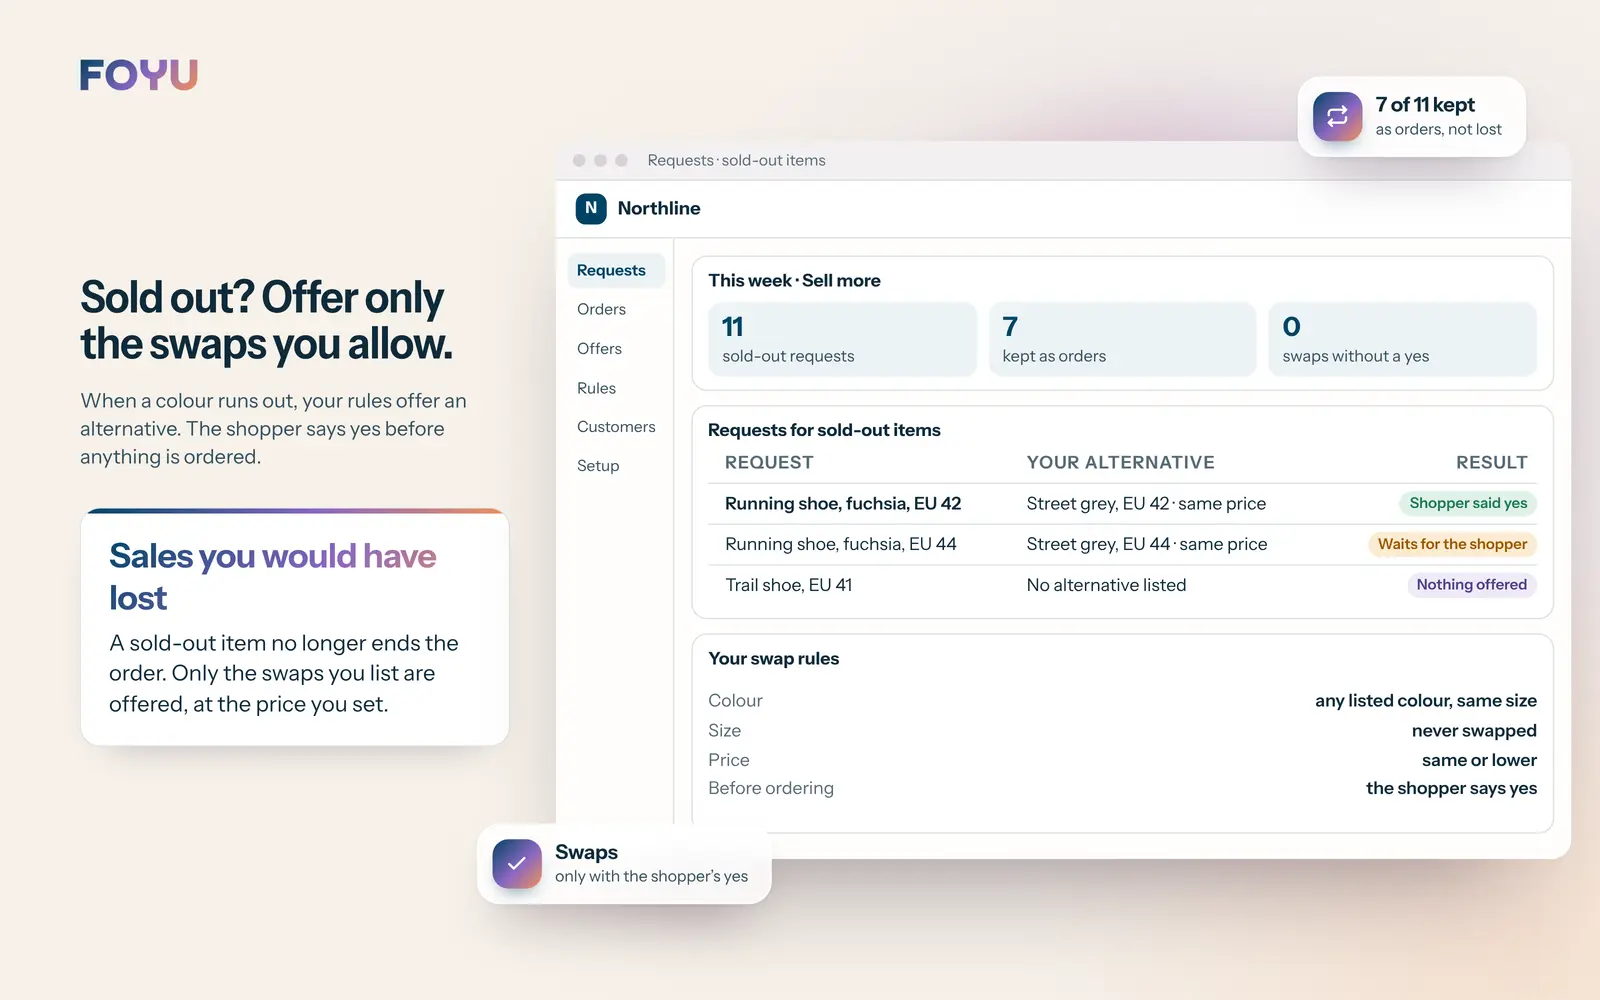 FOYU
Sold out? Offer only
the swaps you allow.
When a colour runs out, your rules offer an
alternative. The shopper says yes before
anything is ordered.
Sales you would have
lost
A sold-out item no longer ends the
order. Only the swaps you list are
offered, at the price you set.
7 of 11 kept
as orders, not lost
Requests · sold-out items
N Northline
Requests
Orders
Offers
Rules
Customers
Setup
This week · Sell more
11
sold-out requests
7
kept as orders
0
swaps without a yes
Requests for sold-out items
REQUEST YOUR ALTERNATIVE RESULT
Running shoe, fuchsia, EU 42 Street grey, EU 42 · same price Shopper said yes
Running shoe, fuchsia, EU 44 Street grey, EU 44 · same price Waits for the shopper
Trail shoe, EU 41 No alternative listed Nothing offered
Your swap rules
Colour any listed colour, same size
Size never swapped
Price same or lower
Before ordering the shopper says yes
Swaps
only with the shopper's yes